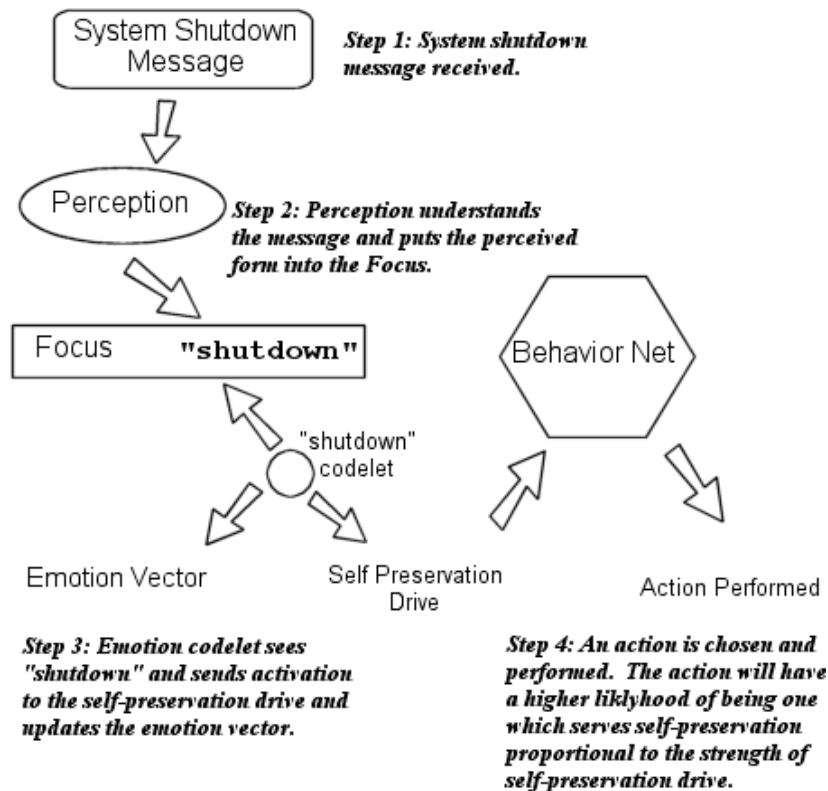 System Shutdown
Message
Step 1: System shutdown
message received.
Perception
Step 2: Perception understands
the message and puts the perceived
form into the Focus.
Focus "shutdown"
Behavior Net
"shutdown"
codelet
Emotion Vector
Self Preservation
Drive
Action Performed
Step 3: Emotion codelet sees
"shutdown" and sends activation
to the self-preservation drive and
updates the emotion vector.
Step 4: An action is chosen and
performed. The action will have
a higher liklyhood of being one
which serves self-preservation
proportional to the strength of
self-preservation drive.